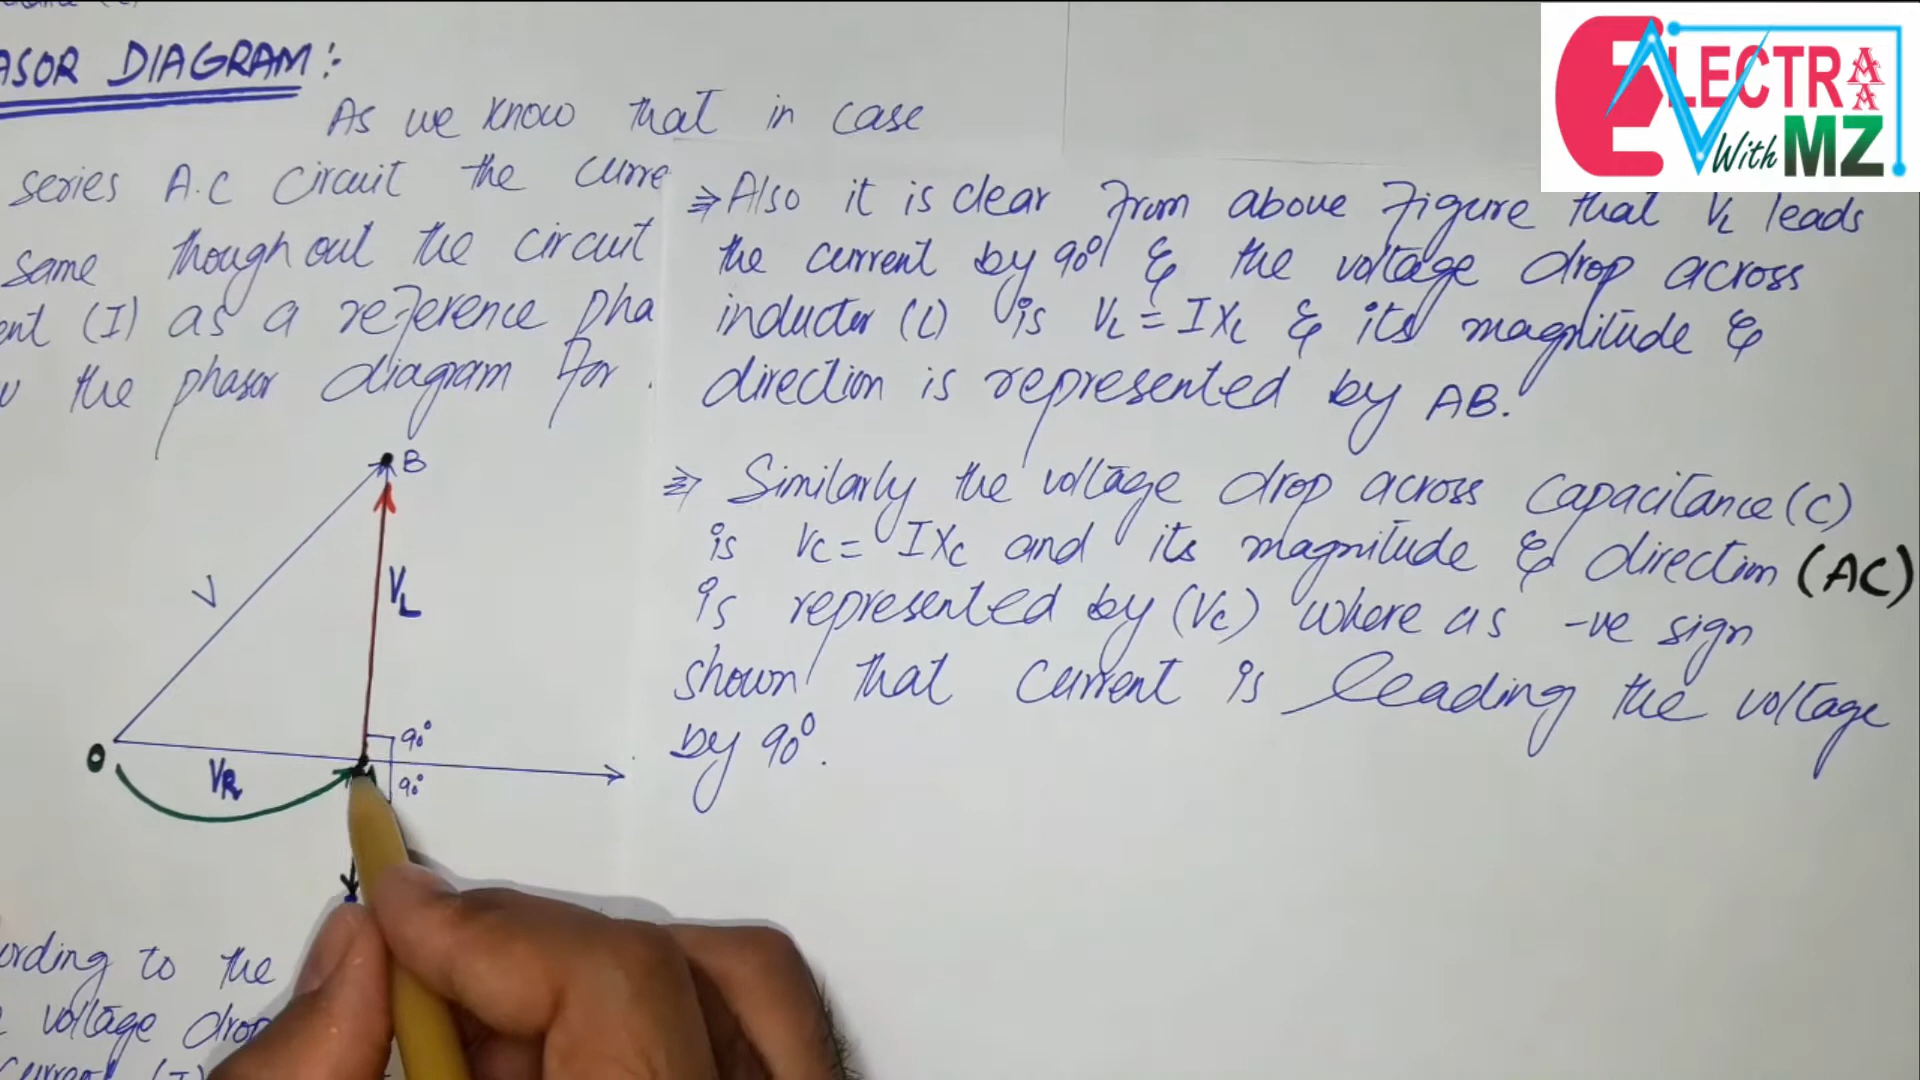 ASOR DIAGRAM:-
As we know that in case
series A.C circuit the curre
same thoughout the circuit
ent (I) as a reference pha
the phasor diagram for
B
V
VL
90°
O
VR
90°
ording to the
voltage drop
current (I)
⇒ Also it is clear from above figure that VL leads
the current by 90° & the voltage drop across
inductor (L) is VL = IXL & its magnitude &
direction is represented by AB.
⇒ Similarly the voltage drop across capacitance (C)
is VC = IXC and its magnitude & direction (AC)
is represented by (Vc) where as -ve sign
shown that current is leading the voltage
by 90°.
ELECTRA
With MZ